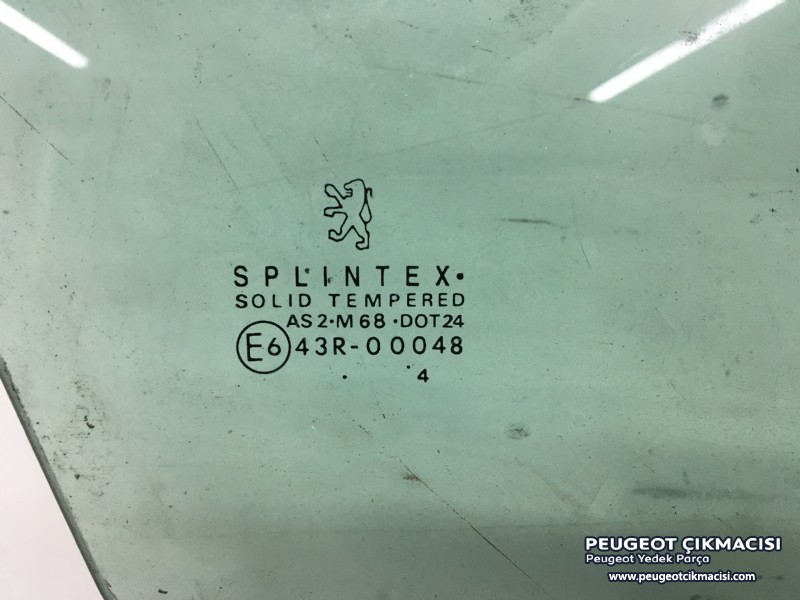 SPLINTEX
SOLID TEMPERED
AS2·M68·DOT24
E6 43R-00048
4
PEUGEOT ÇIKMACISI
Peugeot Yedek Parça
www.peugeotcikmacisi.com